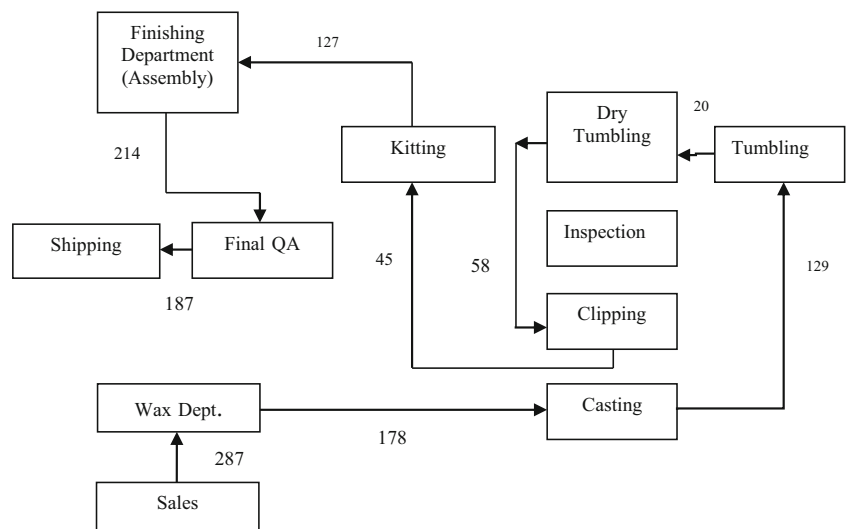 Finishing
Department
(Assembly)
127
Dry
Tumbling
20
Tumbling
Kitting
214
Shipping
Final QA
187
45
58
Inspection
129
Clipping
Wax Dept.
178
Casting
287
Sales